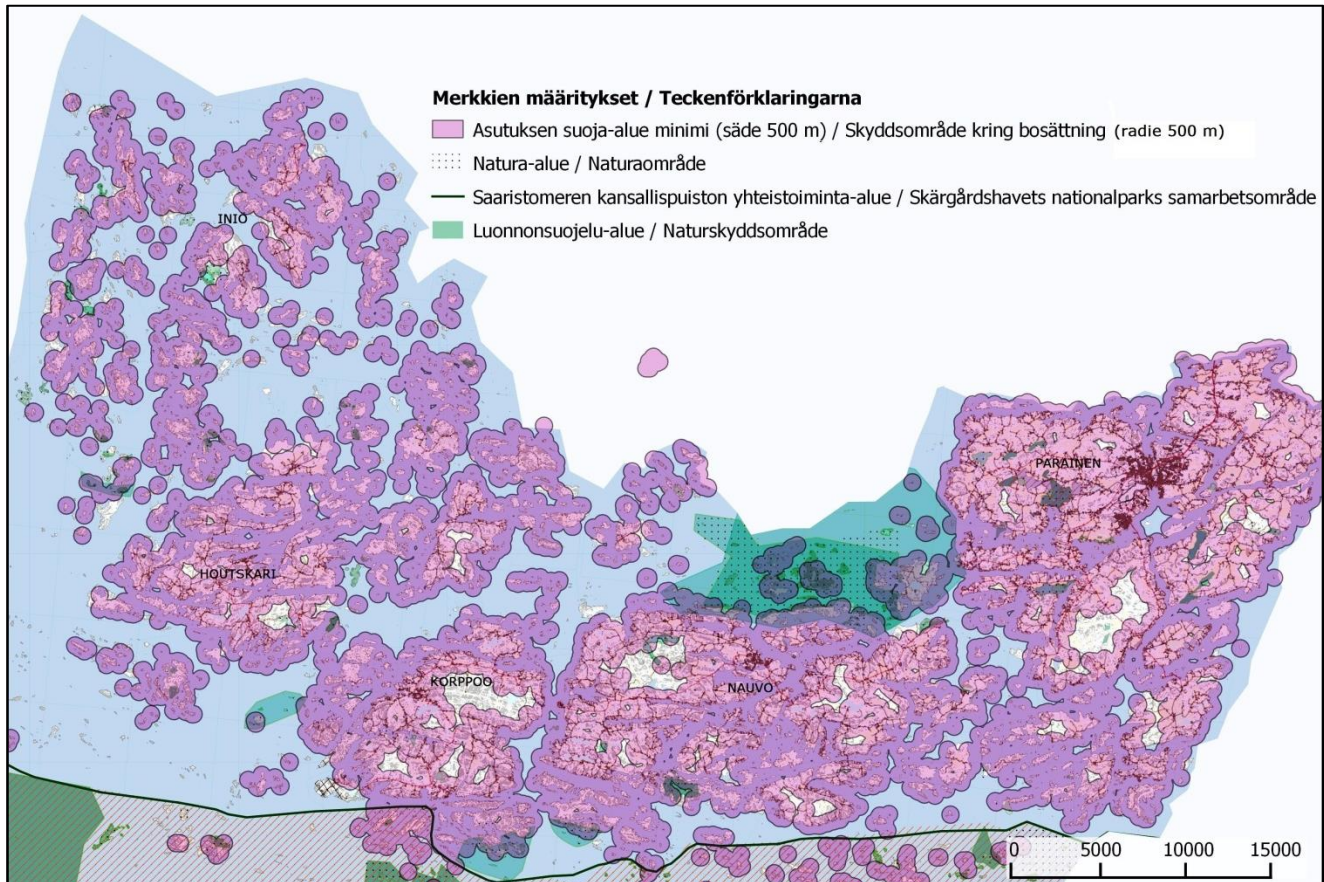 Merkkien määritykset / Teckenförklaringarna
Asutuksen suoja-alue minimi (säde 500 m) / Skyddsområde kring bosättning (radie 500 m)
Natura-alue / Naturaområde
Saaristomeren kansallispuiston yhteistoiminta-alue / Skärgårdshavets nationalparks samarbetsområde
INIÖ
Luonnonsuojelu-alue / Naturskyddsområde
PARAINEN
HOUTSKARI
KORPPOO
NAUVO
0 5000 10000 15000